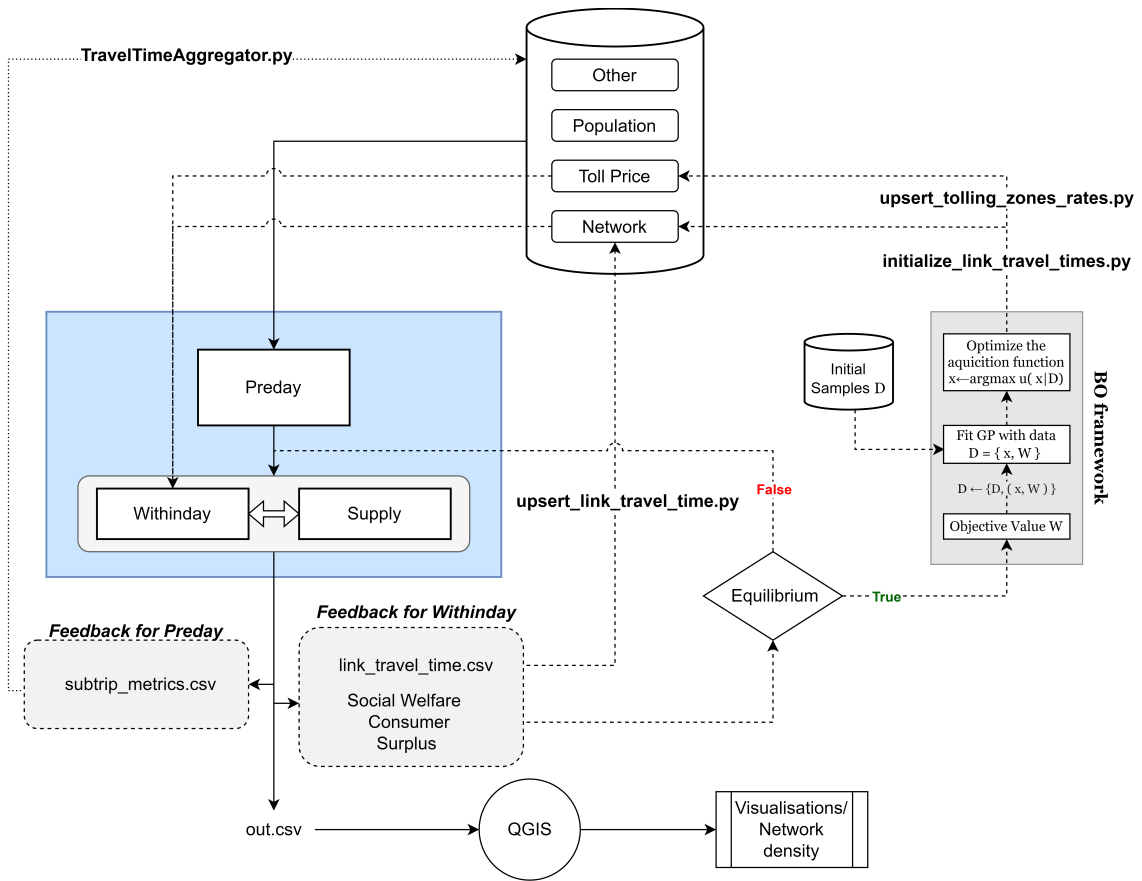 TravelTimeAggregator.py
Other
Population
Toll Price
Network
upsert_tolling_zones_rates.py
initialize_link_travel_times.py
Preday
Withinday
Supply
Initial
Samples D
Optimize the
aquicition function
x←argmax u( x|D)
Fit GP with data
D = { x, W }
D ← {D, ( x, W ) }
Objective Value W
BO framework
upsert_link_travel_time.py
False
Equilibrium
True
Feedback for Preday
subtrip_metrics.csv
Feedback for Withinday
link_travel_time.csv
Social Welfare
Consumer
Surplus
out.csv
QGIS
Visualisations/
Network
density